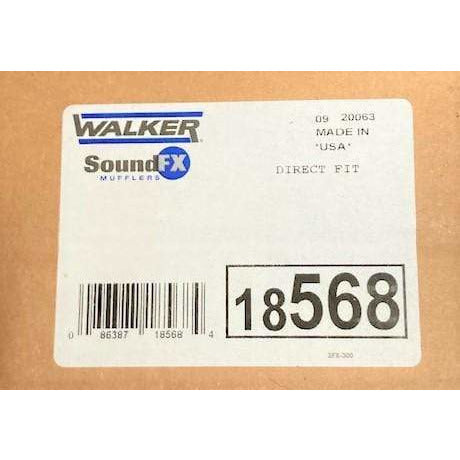 WALKER
SoundFX
MUFFLERS
09 20063
MADE IN
"USA"
DIRECT FIT
18568
0 86387 18568 4
SFX-300